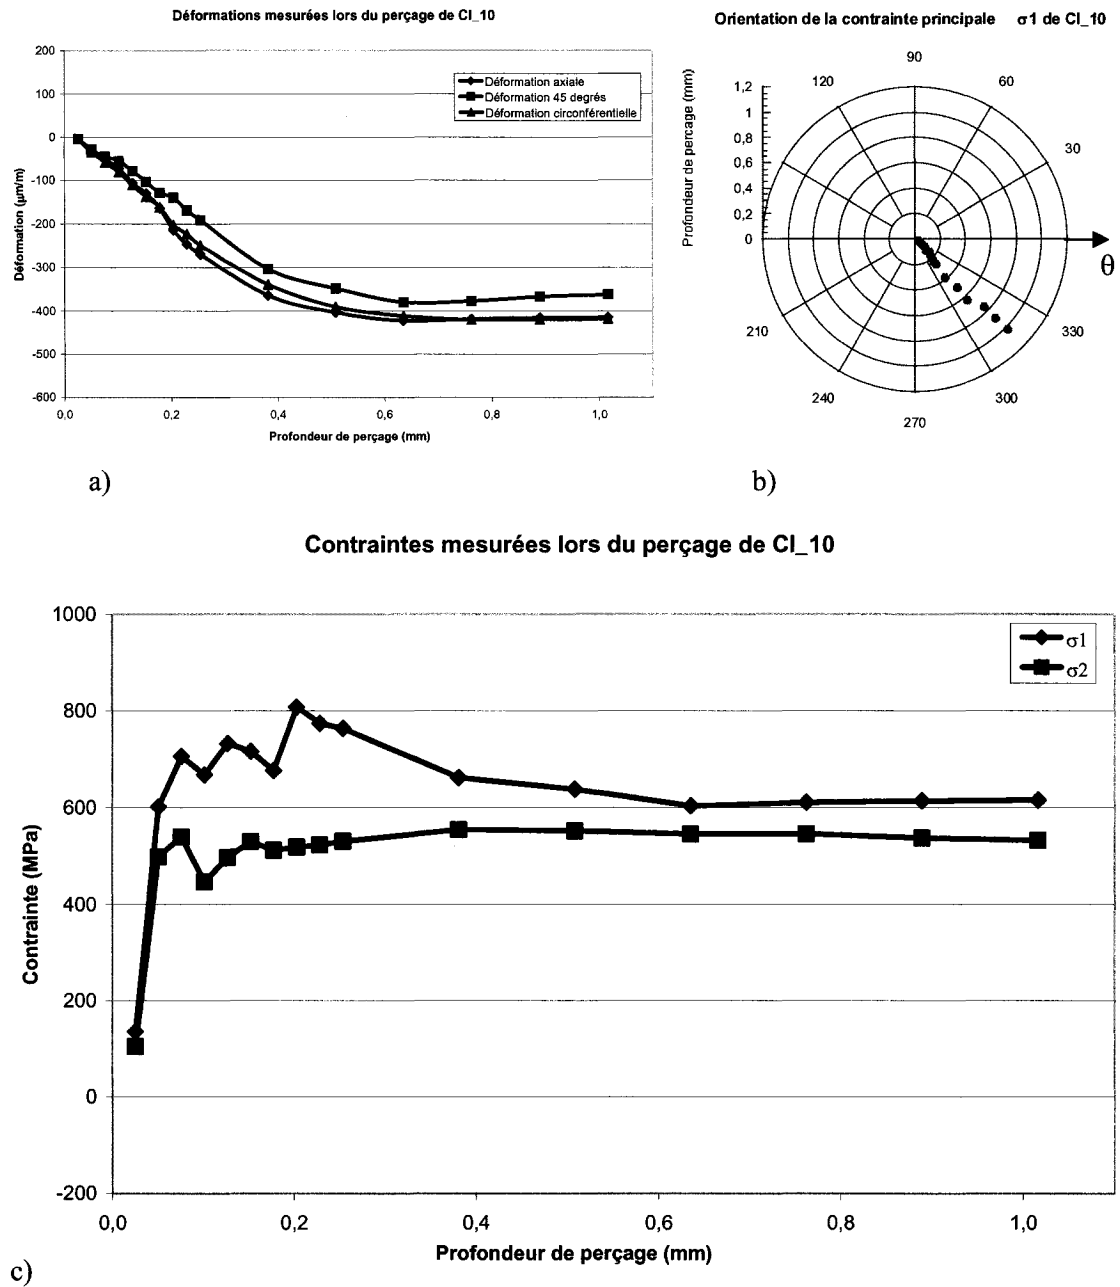 Déformations mesurées lors du perçage de CI_10
200
100
0
-100
-200
-300
-400
-500
-600
Déformation (µm/m)
Déformation axiale
Déformation 45 degrés
Déformation circonférentielle
0,0 0,2 0,4 0,6 0,8 1,0
Profondeur de perçage (mm)
a)
Orientation de la contrainte principale σ1 de CI_10
Profondeur de percage (mm)
1,2
1
0,8
0,6
0,4
0,2
0
90
120 60
30
θ
210 330
240 300
270
b)
Contraintes mesurées lors du perçage de CI_10
1000
800
600
400
200
0
-200
Contrainte (MPa)
σ1
σ2
0,0 0,2 0,4 0,6 0,8 1,0
Profondeur de perçage (mm)
c)